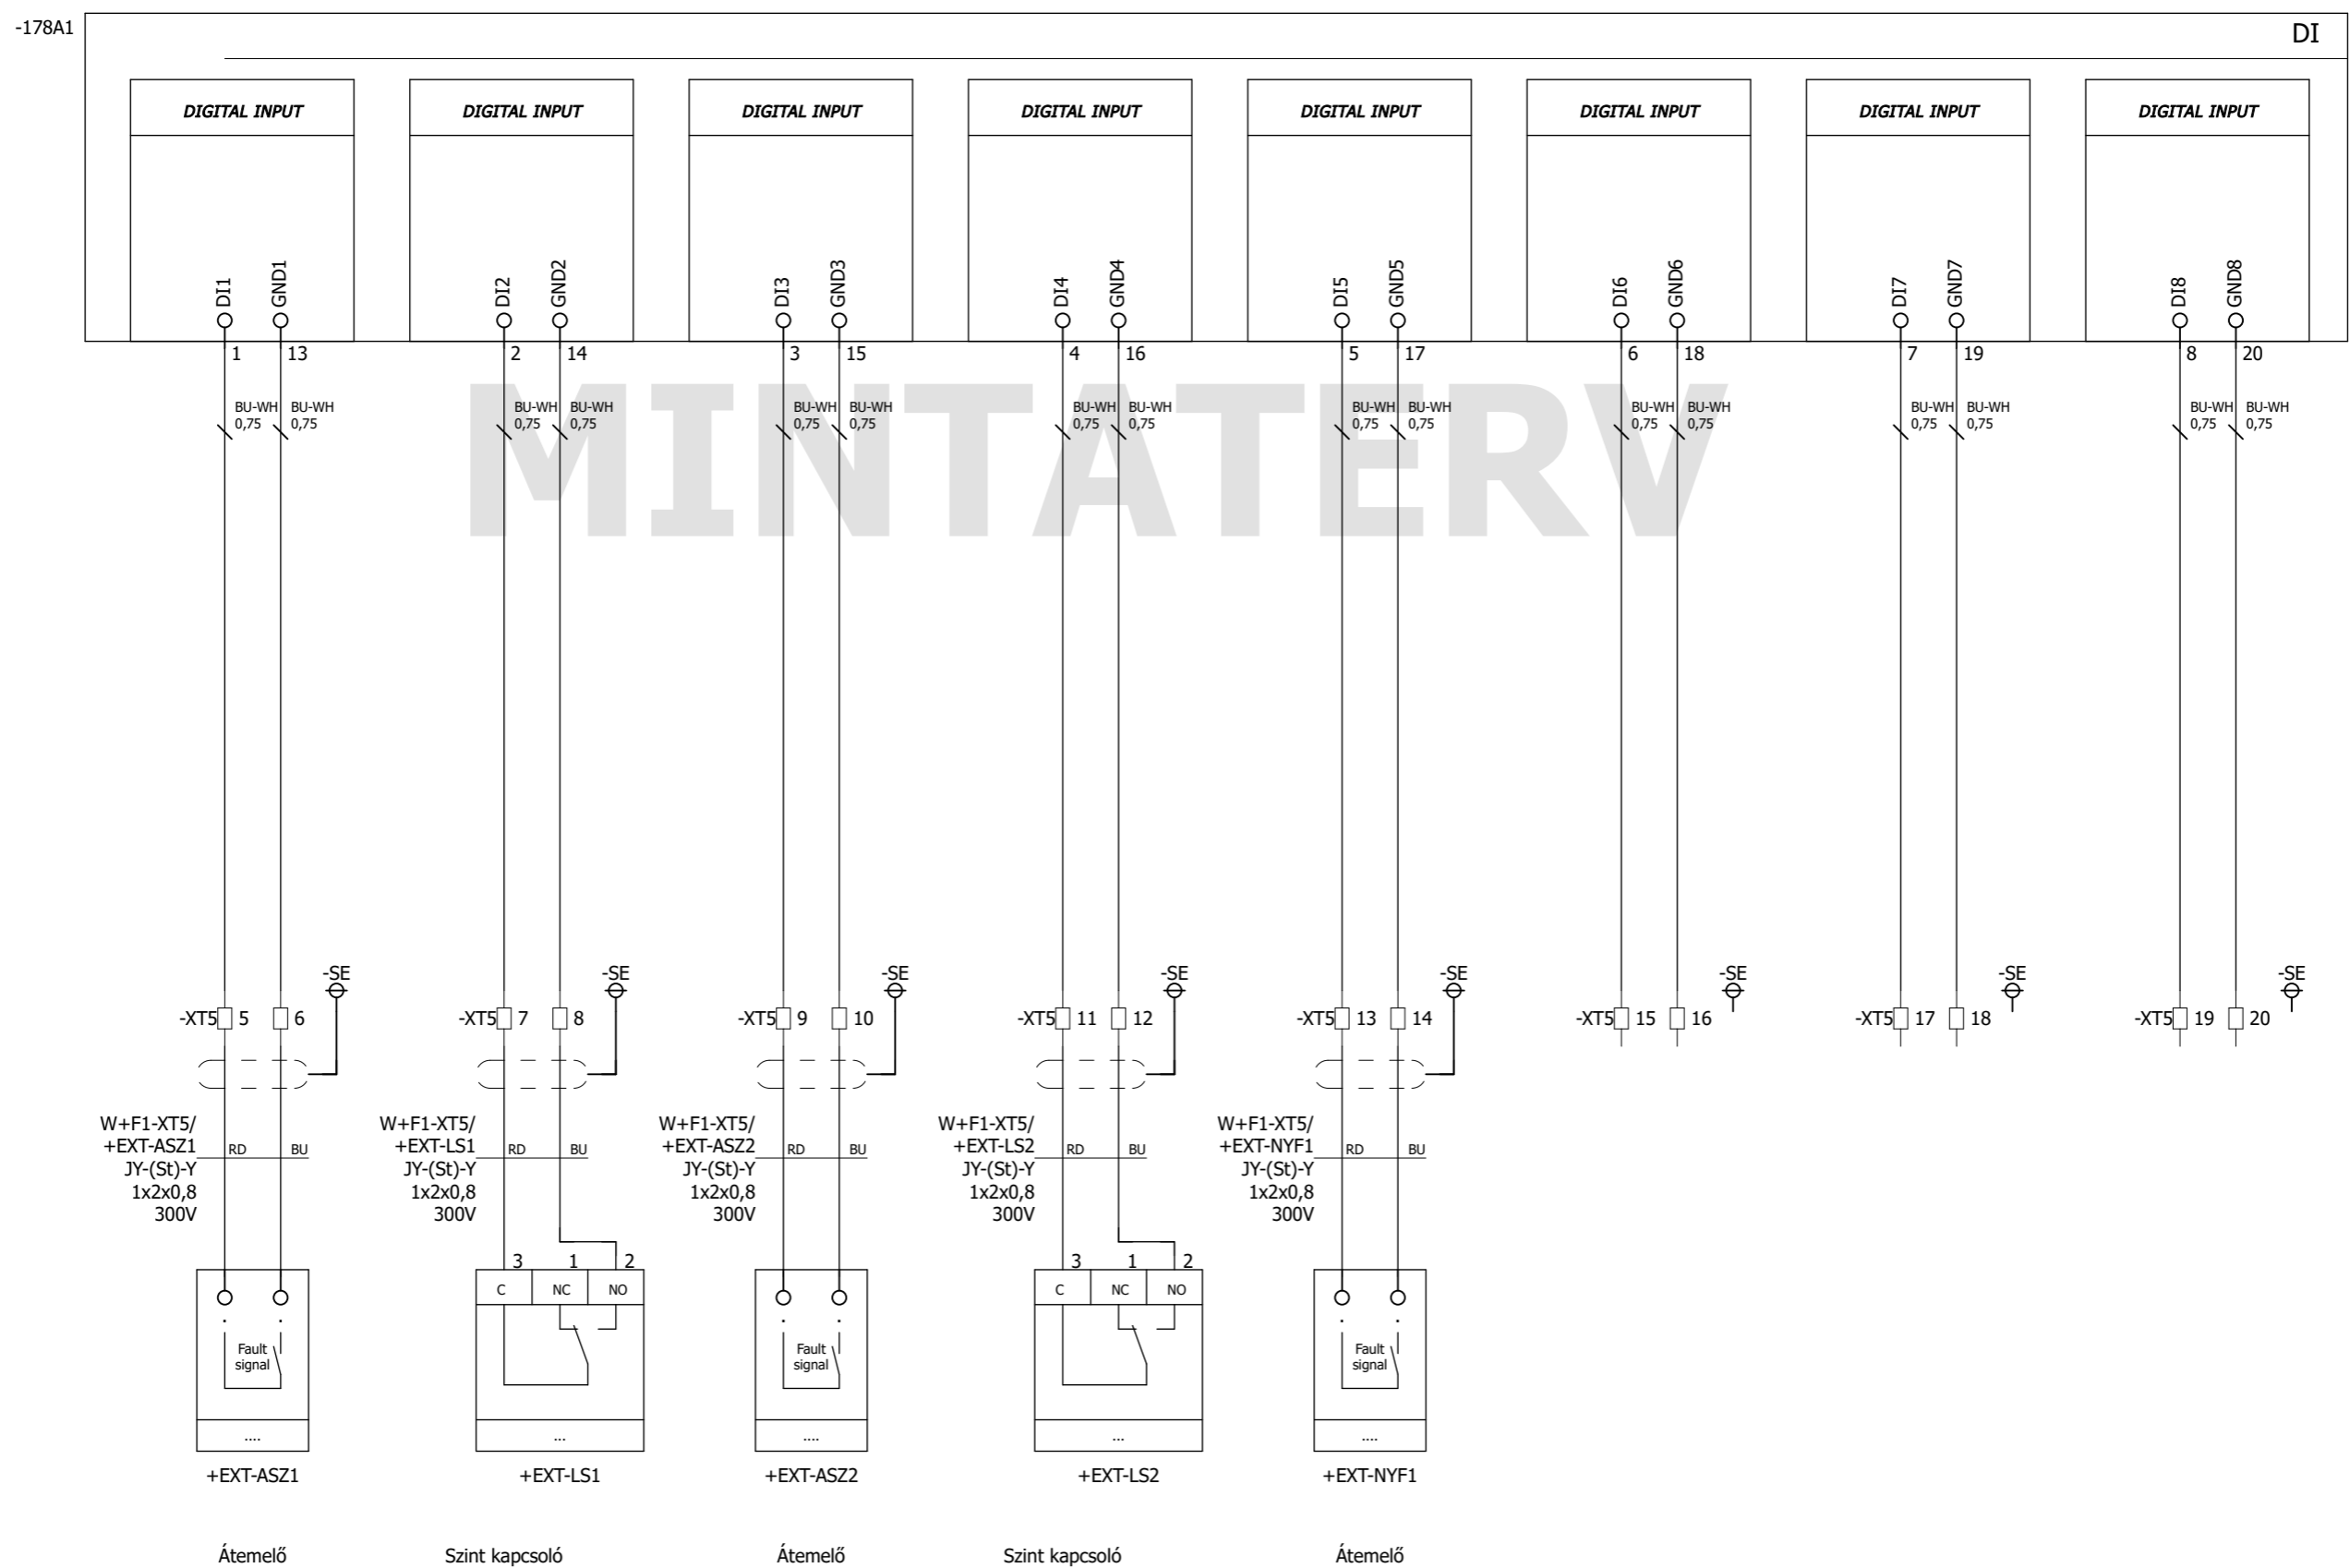 -178A1
DI
DIGITAL INPUT DIGITAL INPUT DIGITAL INPUT DIGITAL INPUT DIGITAL INPUT DIGITAL INPUT DIGITAL INPUT DIGITAL INPUT
DI1 GND1 DI2 GND2 DI3 GND3 DI4 GND4 DI5 GND5 DI6 GND6 DI7 GND7 DI8 GND8
1 13 2 14 3 15 4 16 5 17 6 18 7 19 8 20
MINTATERV
BU-WH BU-WH BU-WH BU-WH BU-WH BU-WH BU-WH BU-WH BU-WH BU-WH BU-WH BU-WH BU-WH BU-WH BU-WH BU-WH
0,75 0,75 0,75 0,75 0,75 0,75 0,75 0,75 0,75 0,75 0,75 0,75 0,75 0,75 0,75 0,75
-SE -SE -SE -SE -SE -SE -SE -SE
-XT5 5 6 -XT5 7 8 -XT5 9 10 -XT5 11 12 -XT5 13 14 -XT5 15 16 -XT5 17 18 -XT5 19 20
W+F1-XT5/ W+F1-XT5/ W+F1-XT5/ W+F1-XT5/ W+F1-XT5/
+EXT-ASZ1 RD BU +EXT-LS1 RD BU +EXT-ASZ2 RD BU +EXT-LS2 RD BU +EXT-NYF1 RD BU
JY-(St)-Y JY-(St)-Y JY-(St)-Y JY-(St)-Y JY-(St)-Y
1x2x0,8 1x2x0,8 1x2x0,8 1x2x0,8 1x2x0,8
300V 300V 300V 300V 300V
3 1 2 3 1 2
C NC NO C NC NO
Fault Fault Fault
signal signal signal
.... ... .... ... ....
+EXT-ASZ1 +EXT-LS1 +EXT-ASZ2 +EXT-LS2 +EXT-NYF1
Átemelő Szint kapcsoló Átemelő Szint kapcsoló Átemelő